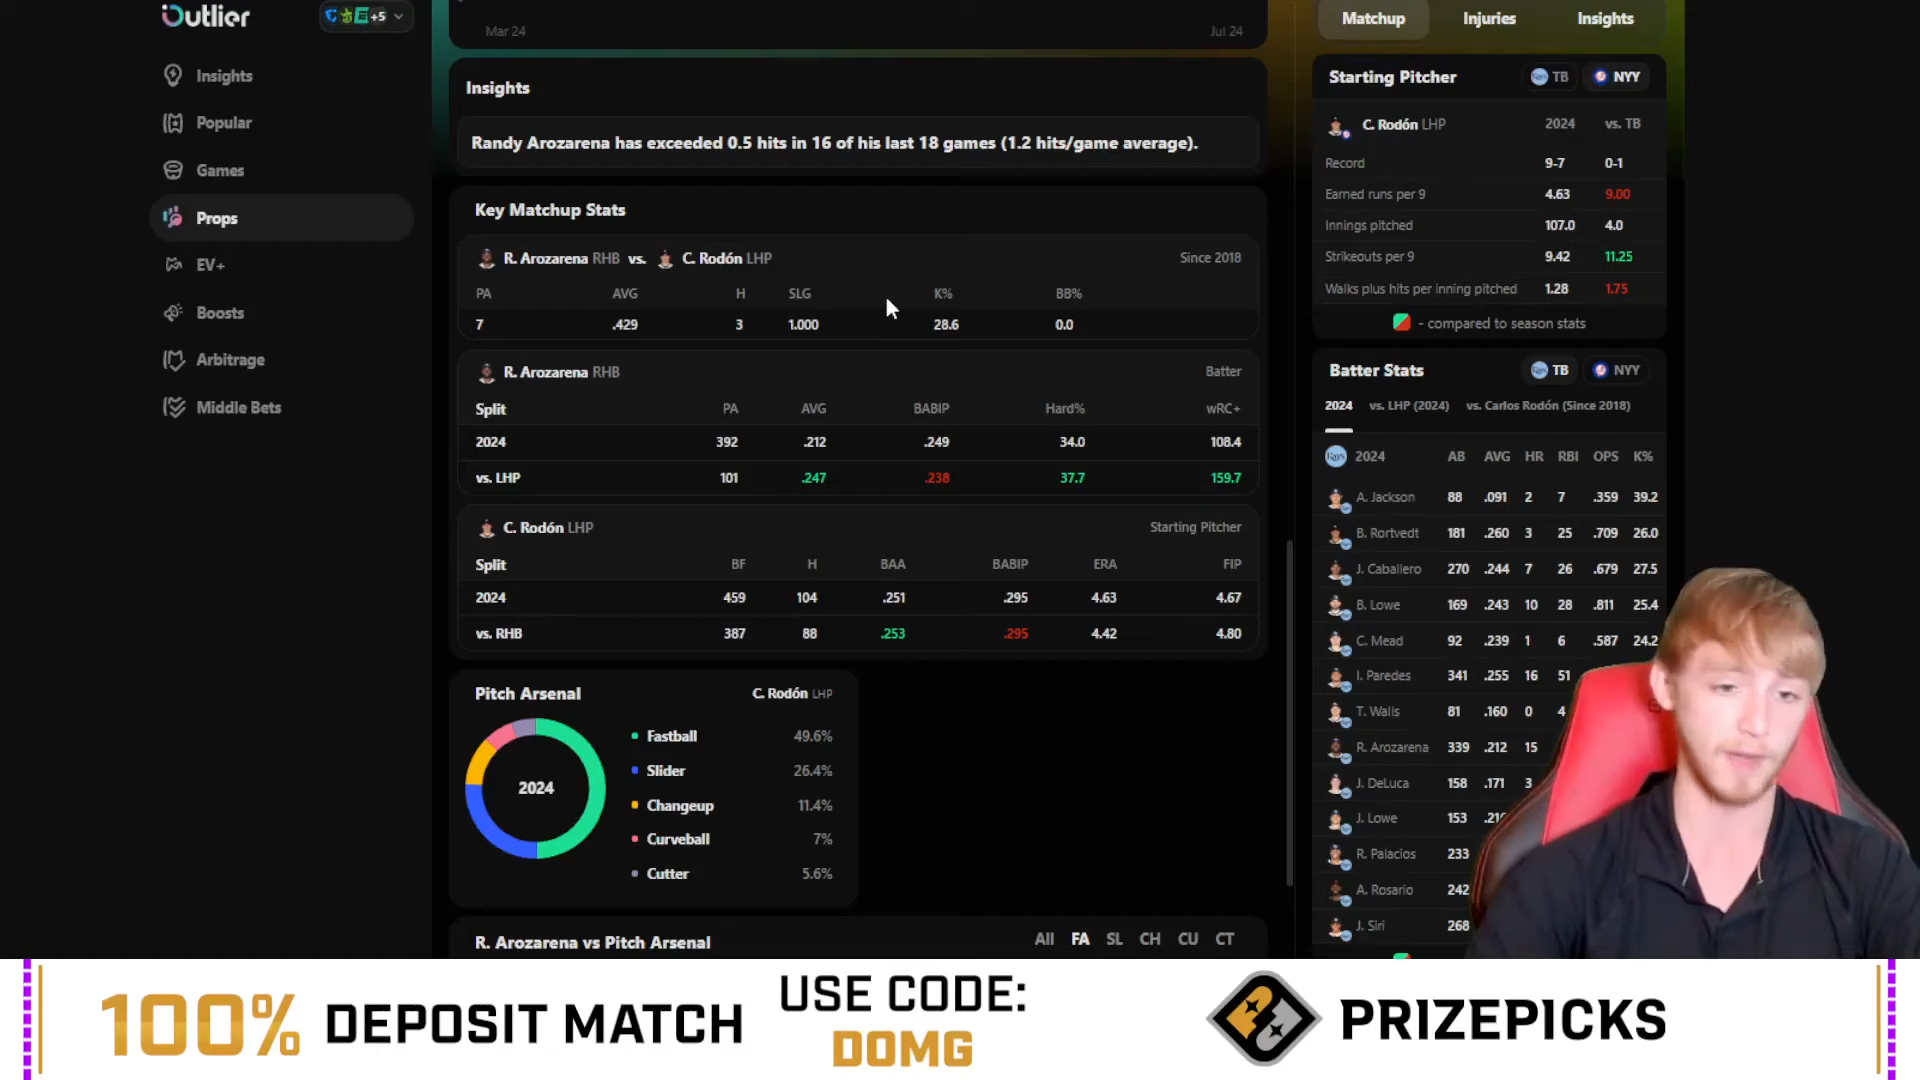 Outlier
+5
Insights
Popular
Games
Props
EV+
Boosts
Arbitrage
Middle Bets
Mar 24 Jul 24
Insights
Randy Arozarena has exceeded 0.5 hits in 16 of his last 18 games (1.2 hits/game average).
Key Matchup Stats
R. Arozarena RHB vs. C. Rodón LHP Since 2018
PA AVG H SLG K% BB%
7 .429 3 1.000 28.6 0.0
R. Arozarena RHB Batter
Split PA AVG BABIP Hard% wRC+
2024 392 .212 .249 34.0 108.4
vs. LHP 101 .247 .238 37.7 159.7
C. Rodón LHP Starting Pitcher
Split BF H BAA BABIP ERA FIP
2024 459 104 .251 .295 4.63 4.67
vs. RHB 387 88 .253 .295 4.42 4.80
Pitch Arsenal C. Rodón LHP
2024
Fastball 49.6%
Slider 26.4%
Changeup 11.4%
Curveball 7%
Cutter 5.6%
R. Arozarena vs Pitch Arsenal All FA SL CH CU CT
Matchup Injuries Insights
Starting Pitcher TB NYY
C. Rodón LHP 2024 vs. TB
Record 9-7 0-1
Earned runs per 9 4.63 9.00
Innings pitched 107.0 4.0
Strikeouts per 9 9.42 11.25
Walks plus hits per inning pitched 1.28 1.75
- compared to season stats
Batter Stats TB NYY
2024 vs. LHP (2024) vs. Carlos Rodón (Since 2018)
Rays 2024 AB AVG HR RBI OPS K%
A. Jackson 88 .091 2 7 .359 39.2
B. Rortvedt 181 .260 3 25 .709 26.0
J. Caballero 270 .244 7 26 .679 27.5
B. Lowe 169 .243 10 28 .811 25.4
C. Mead 92 .239 1 6 .587 24.2
I. Paredes 341 .255 16 51
T. Walls 81 .160 0 4
R. Arozarena 339 .212 15
J. DeLuca 158 .171 3
J. Lowe 153
R. Palacios 233
A. Rosario 242
J. Siri 268
100% DEPOSIT MATCH
USE CODE:
DOMG
PRIZEPICKS